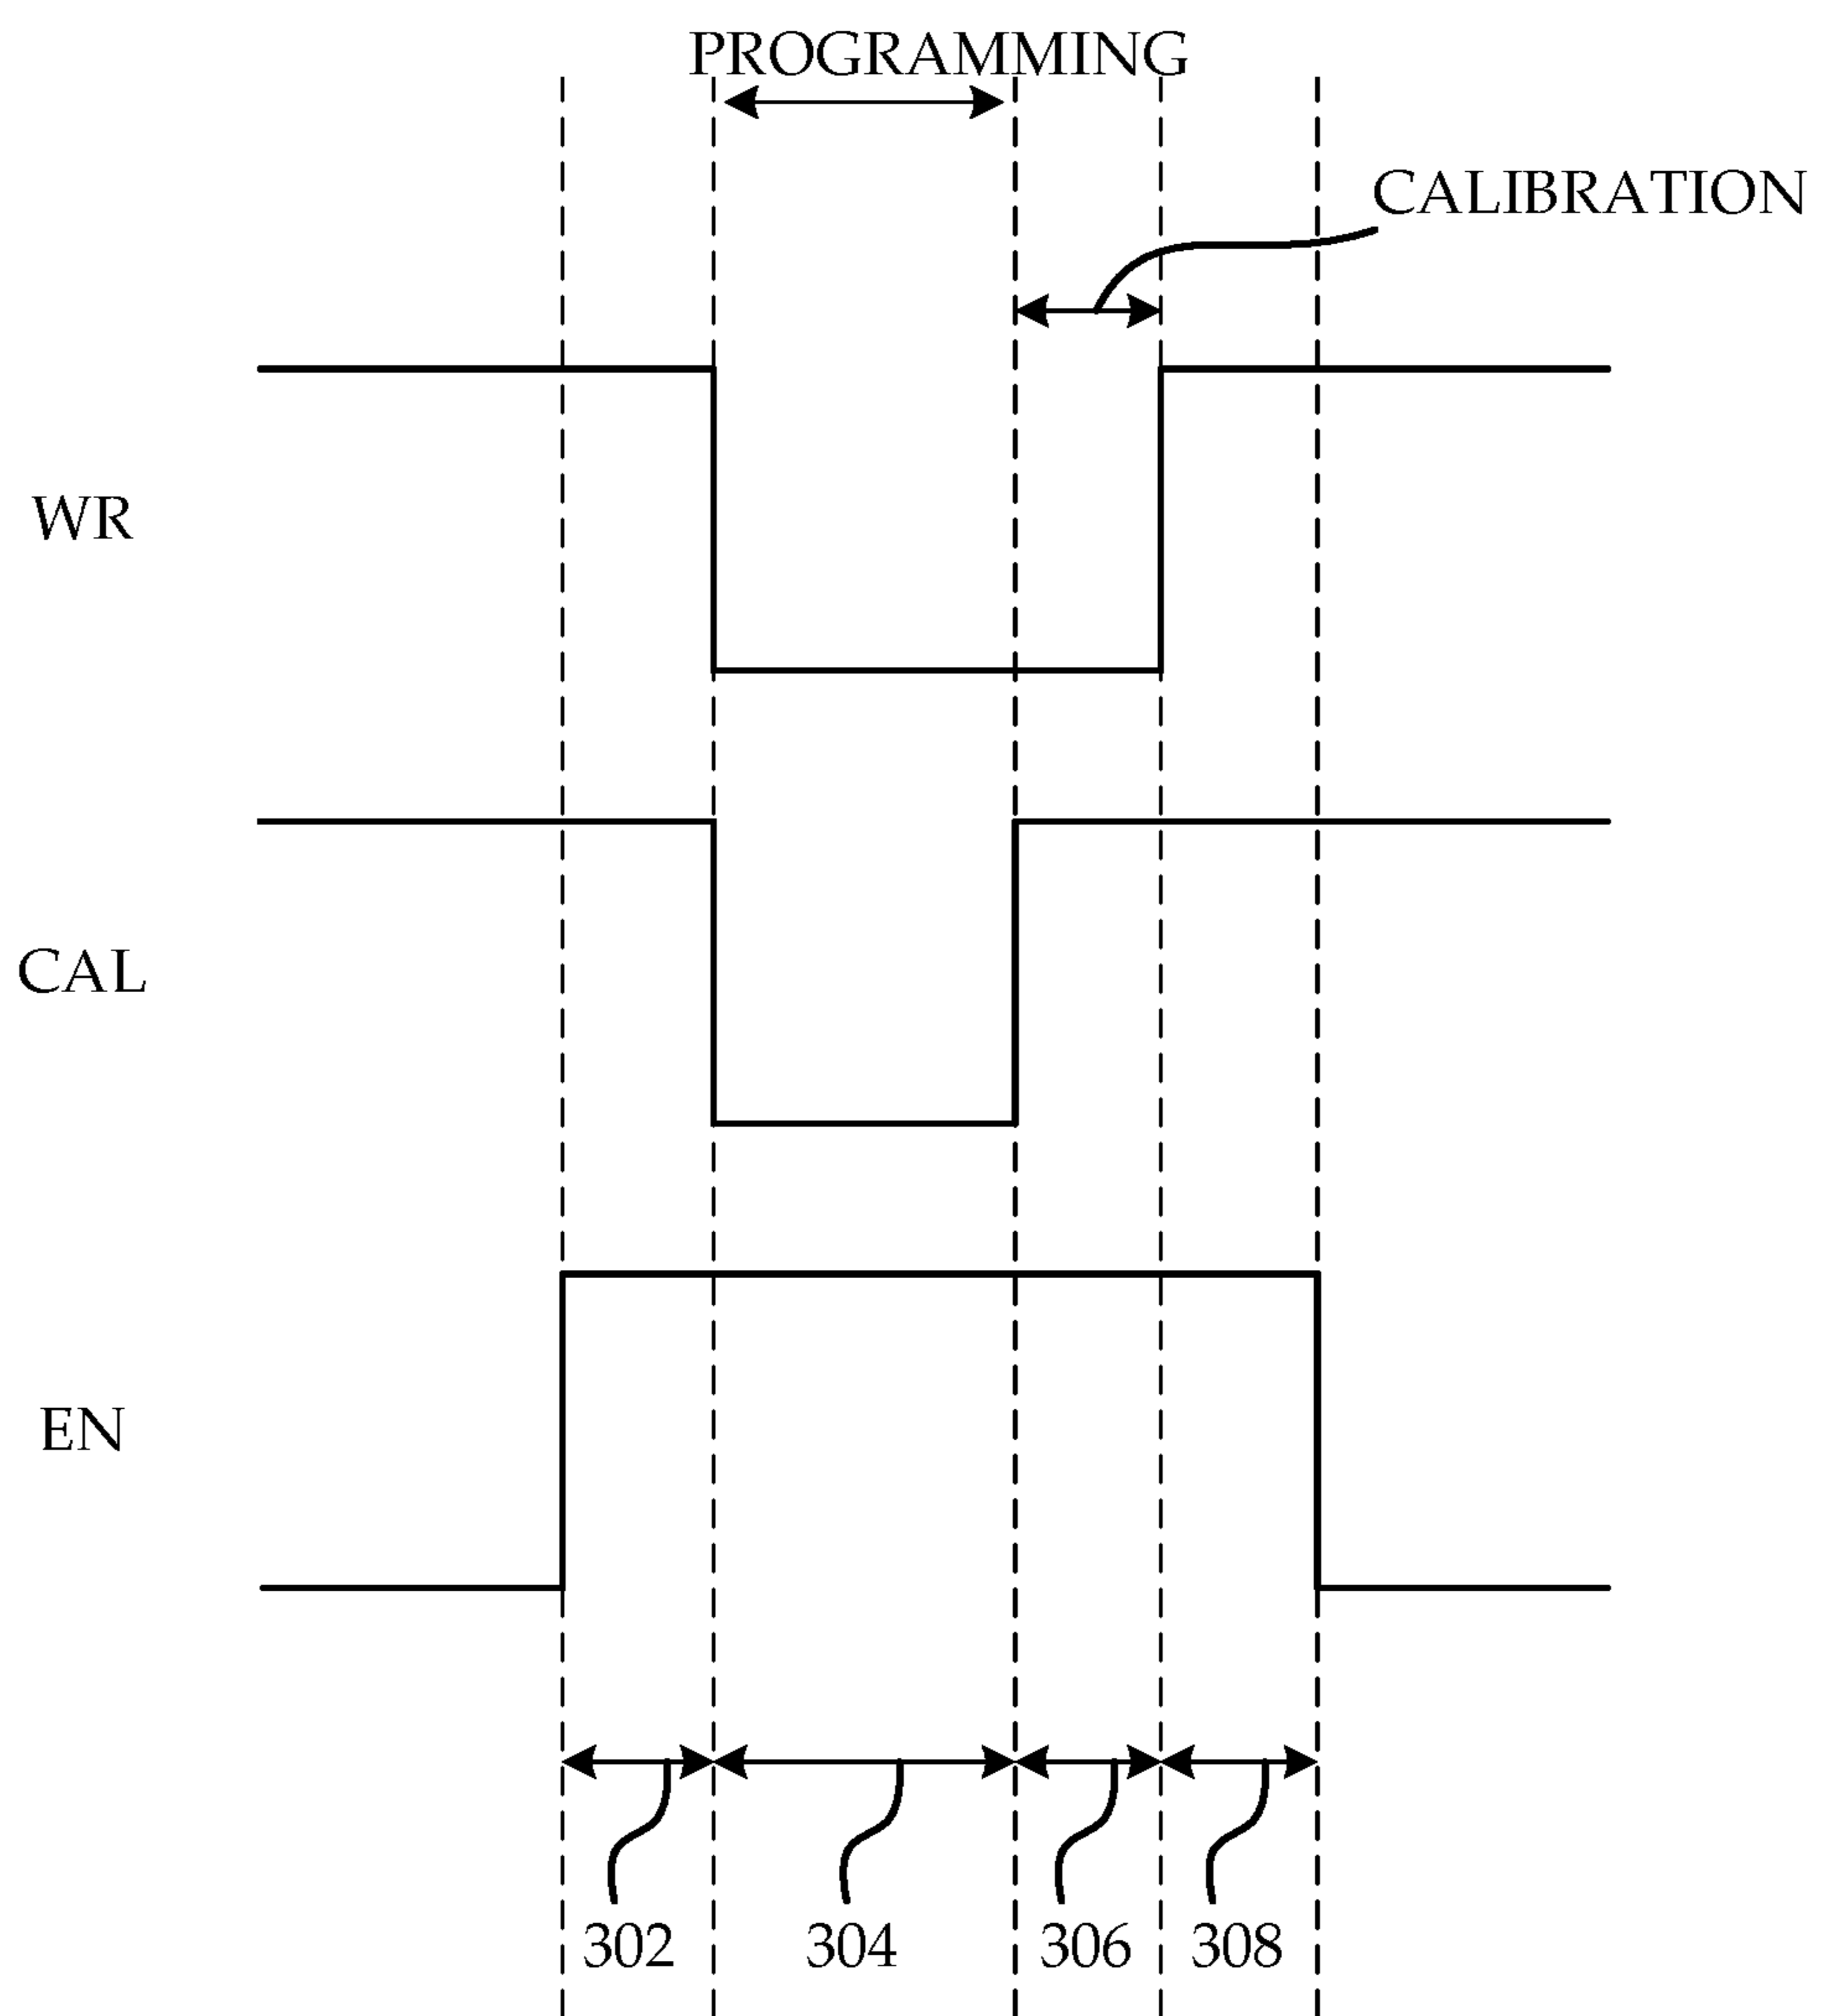 PROGRAMMING
CALIBRATION
WR
CAL
EN
302 304 306 308